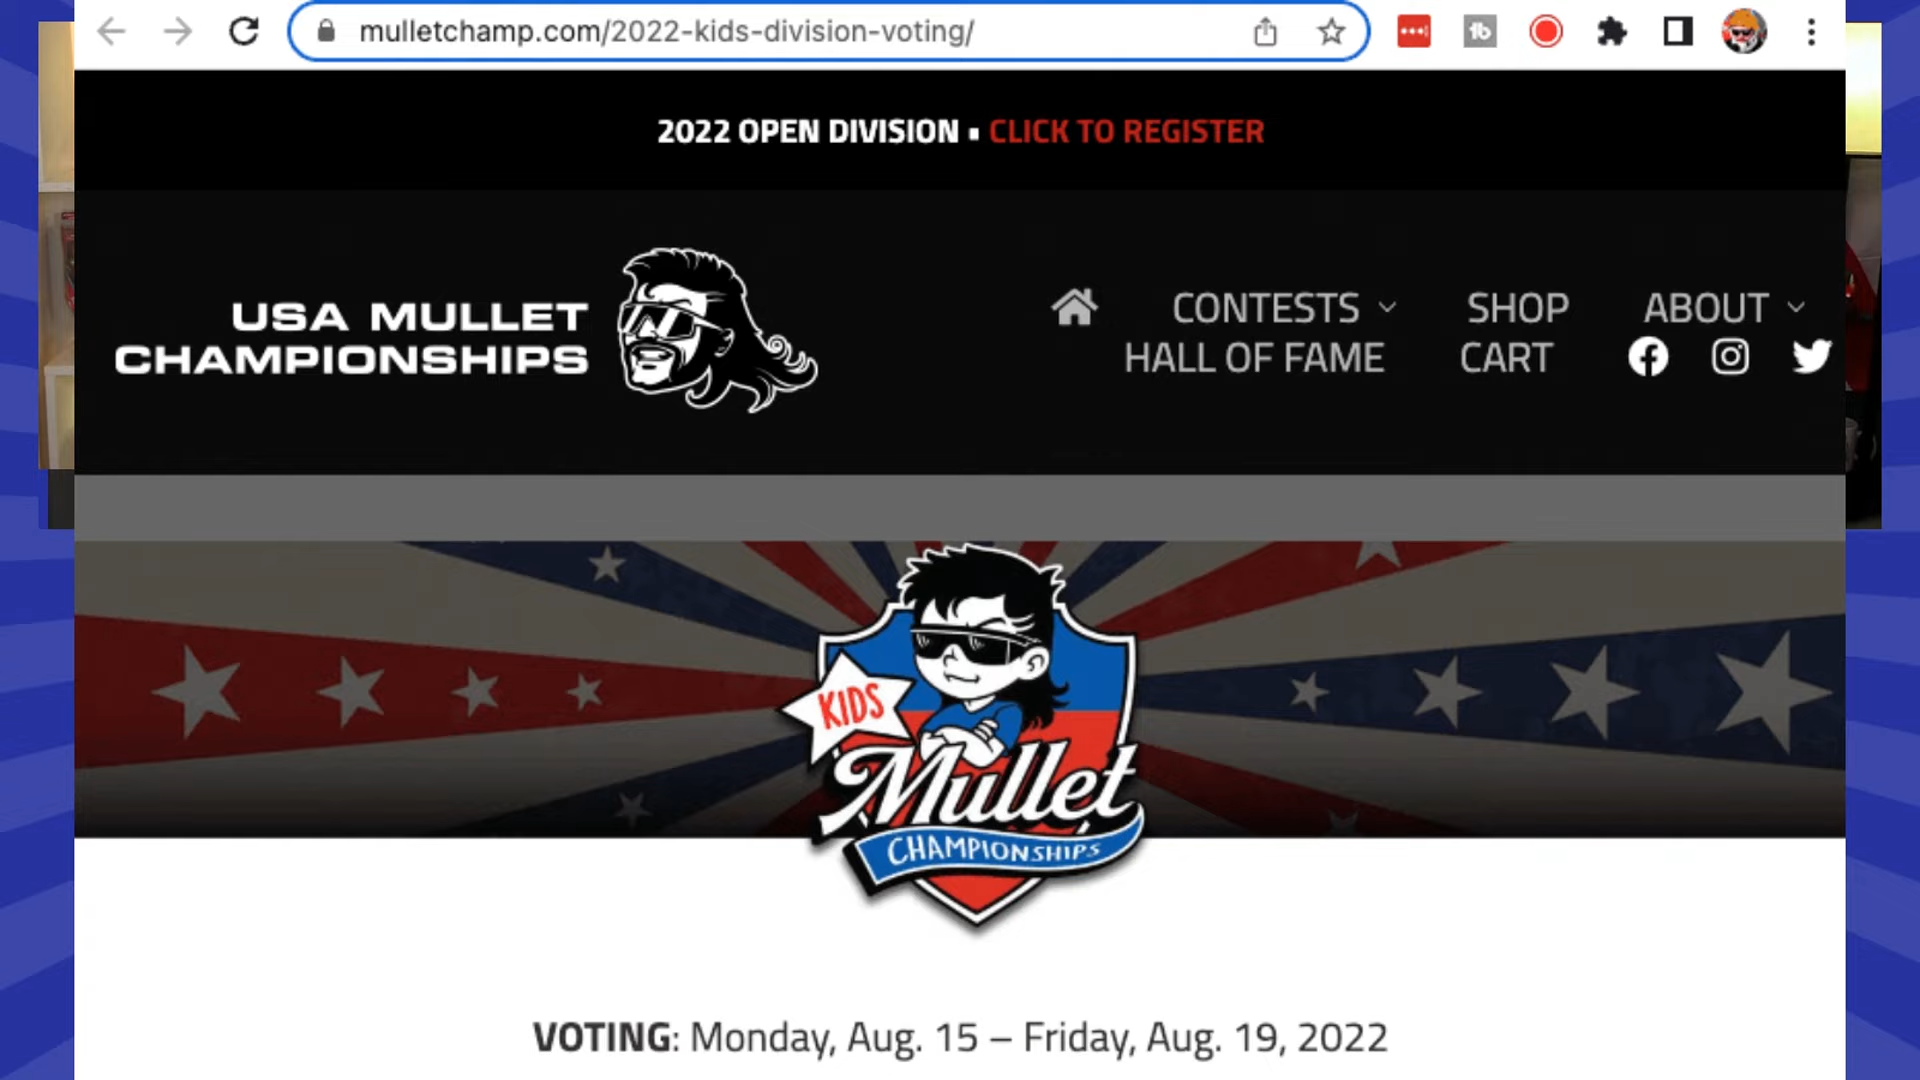 mulletchamp.com/2022-kids-division-voting/
2022 OPEN DIVISION ▪ CLICK TO REGISTER
USA MULLET
CHAMPIONSHIPS
CONTESTS
SHOP
ABOUT
HALL OF FAME
CART
KIDS
Mullet
CHAMPIONSHIPS
VOTING: Monday, Aug. 15 – Friday, Aug. 19, 2022